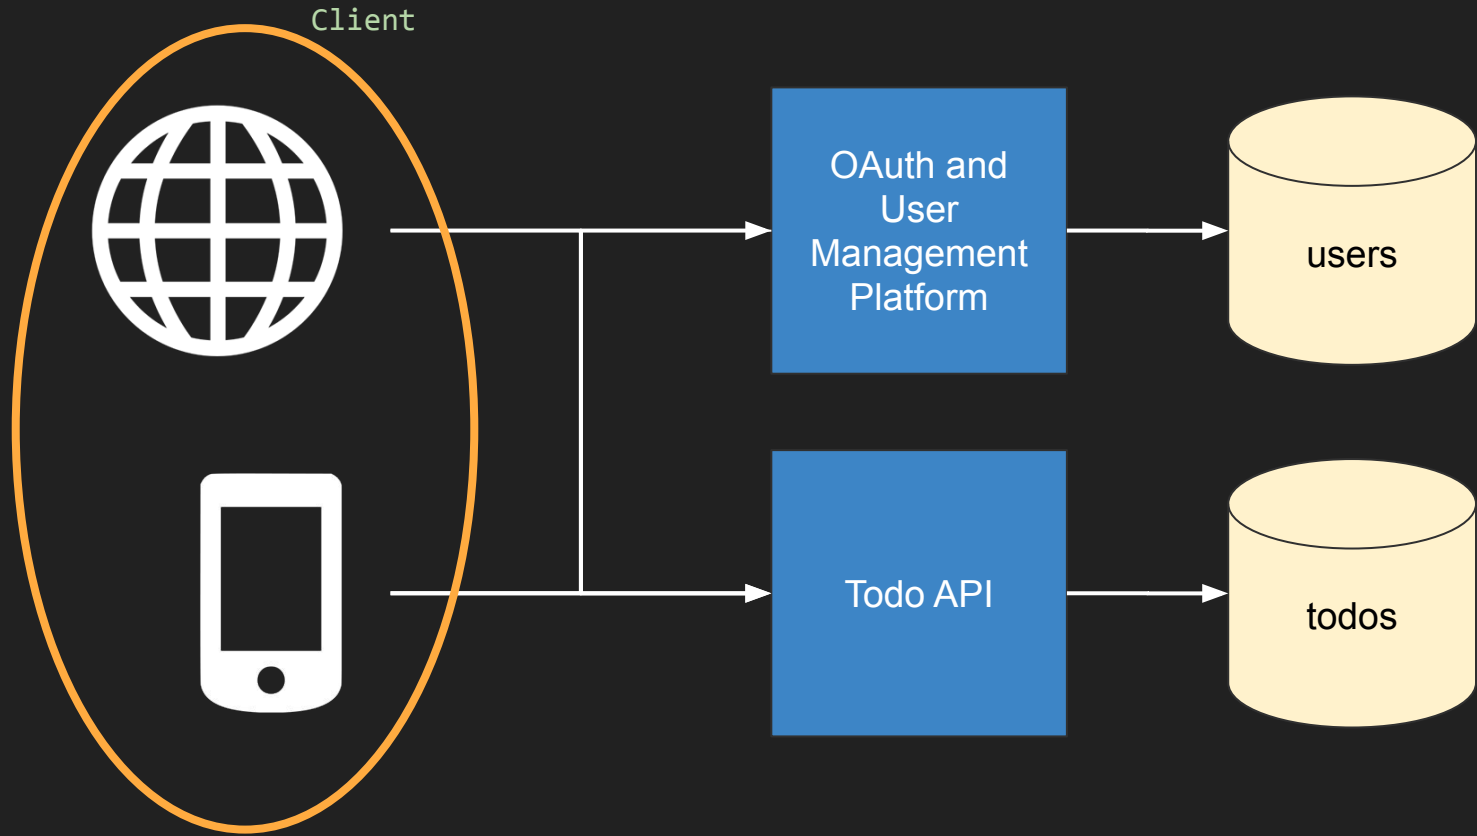 Client
OAuth and
User
Management
Platform
users
Todo API
todos